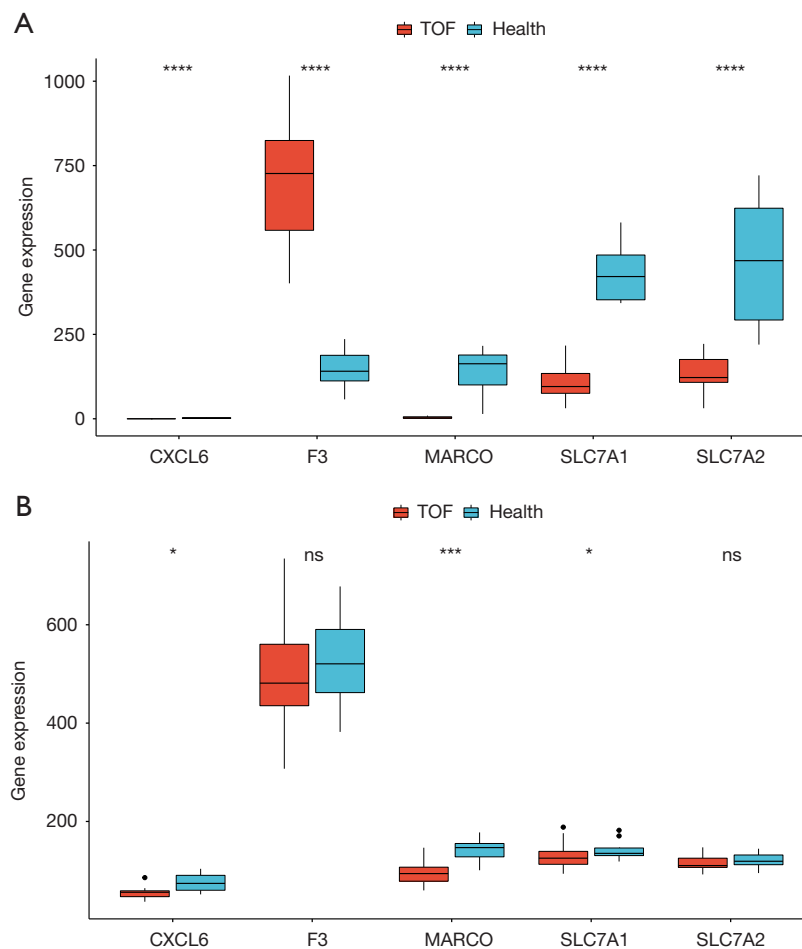 A
TOF Health
**** **** **** **** ****
1000
750
500
250
0
Gene expression
CXCL6 F3 MARCO SLC7A1 SLC7A2
B
TOF Health
* ns *** * ns
600
400
200
Gene expression
CXCL6 F3 MARCO SLC7A1 SLC7A2